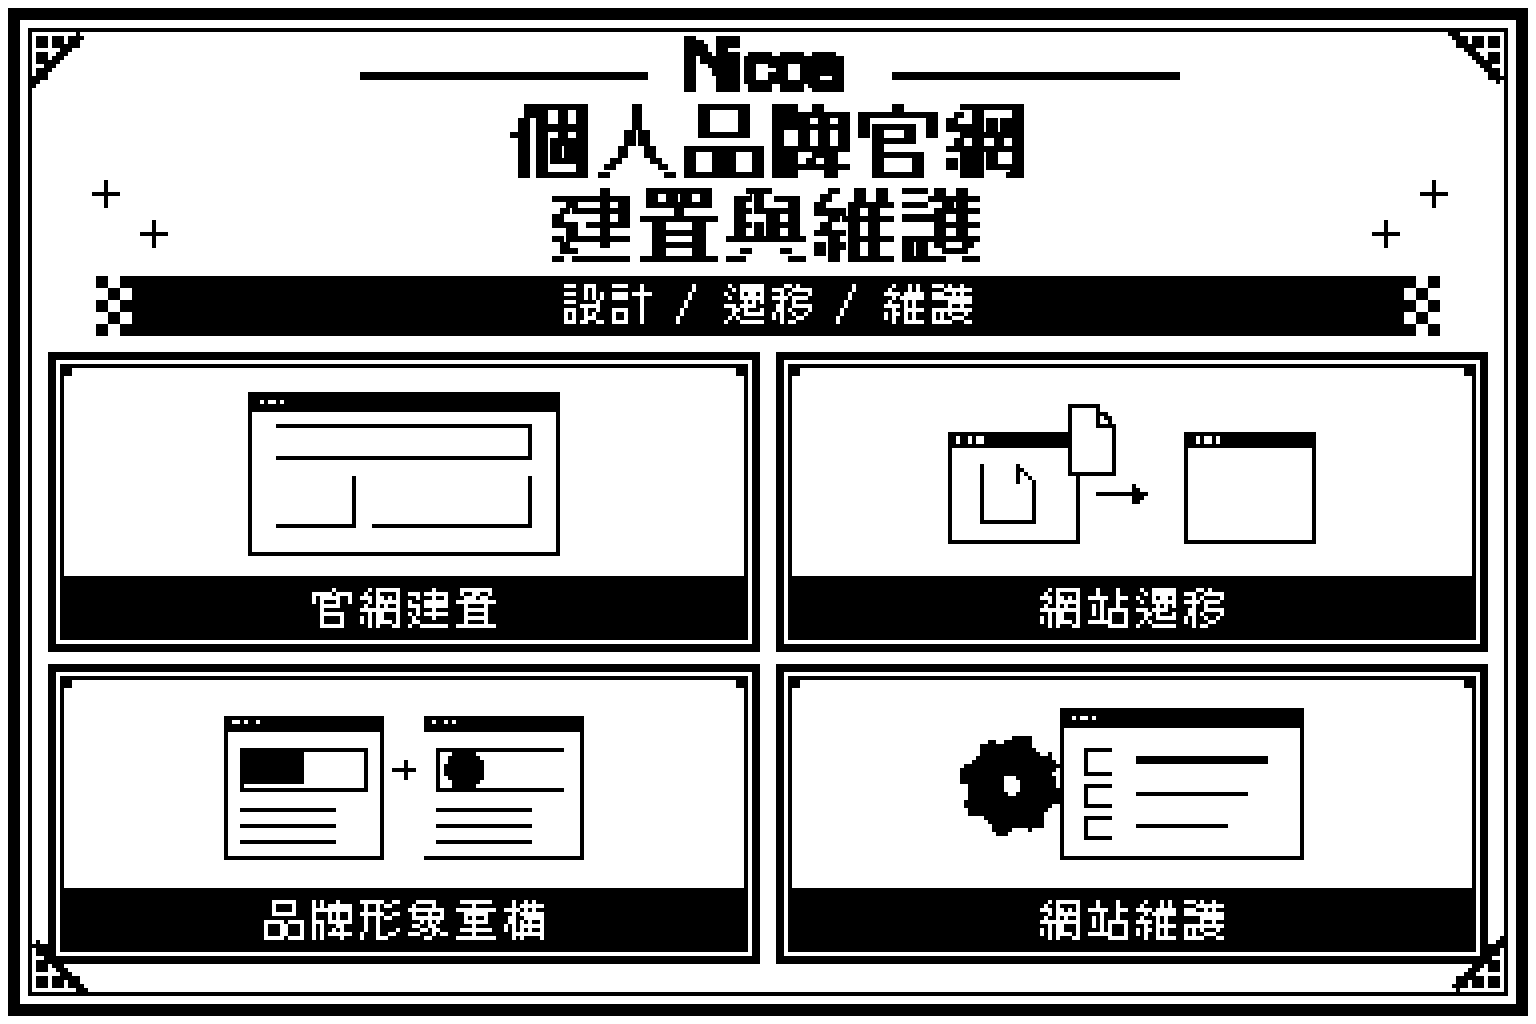 Nicoa
個人品牌官網
建置與維護
設計 / 遷移 / 維護
官網建置
網站遷移
品牌形象重構
網站維護